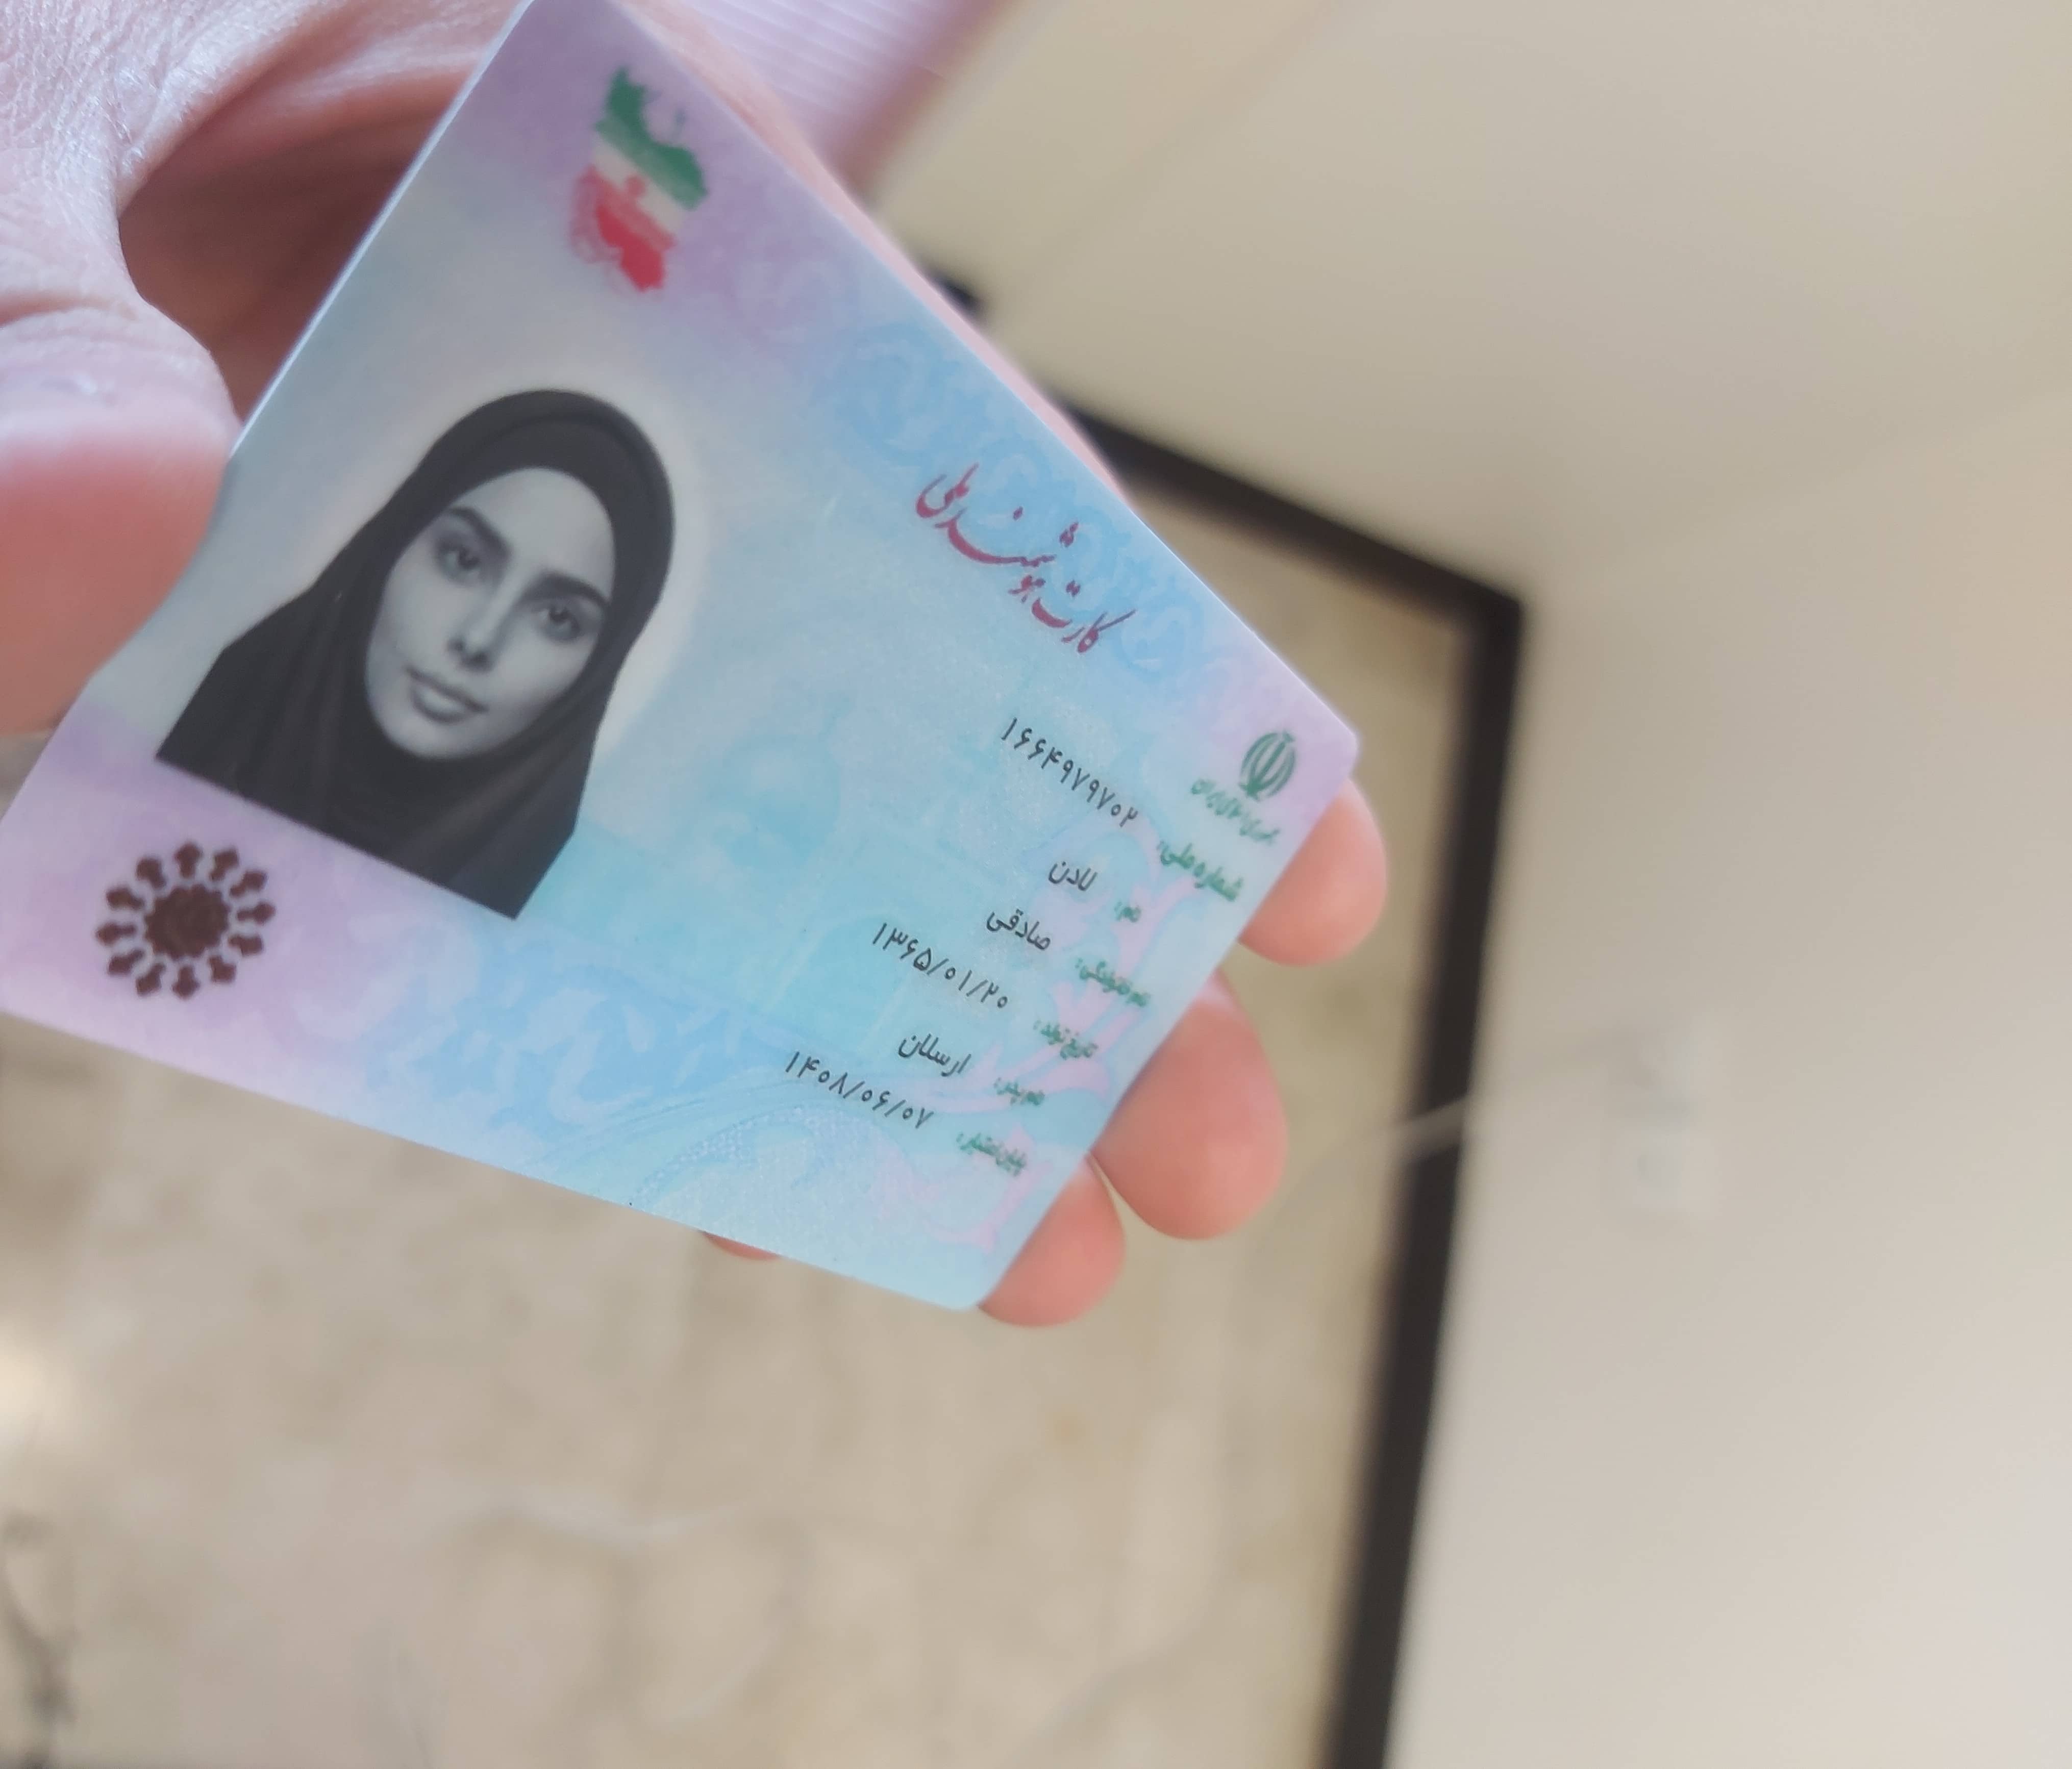 کارت هوشمند ملی
جمهوری اسلامی ایران
شماره ملی: ۱۶۶۴۹۷۹۷۰۲
نام: لادن
نام خانوادگی: صادقی
تاریخ تولد: ۱۳۶۵/۰۱/۲۰
نام پدر: ارسلان
پایان اعتبار: ۱۴۰۸/۰۶/۰۷